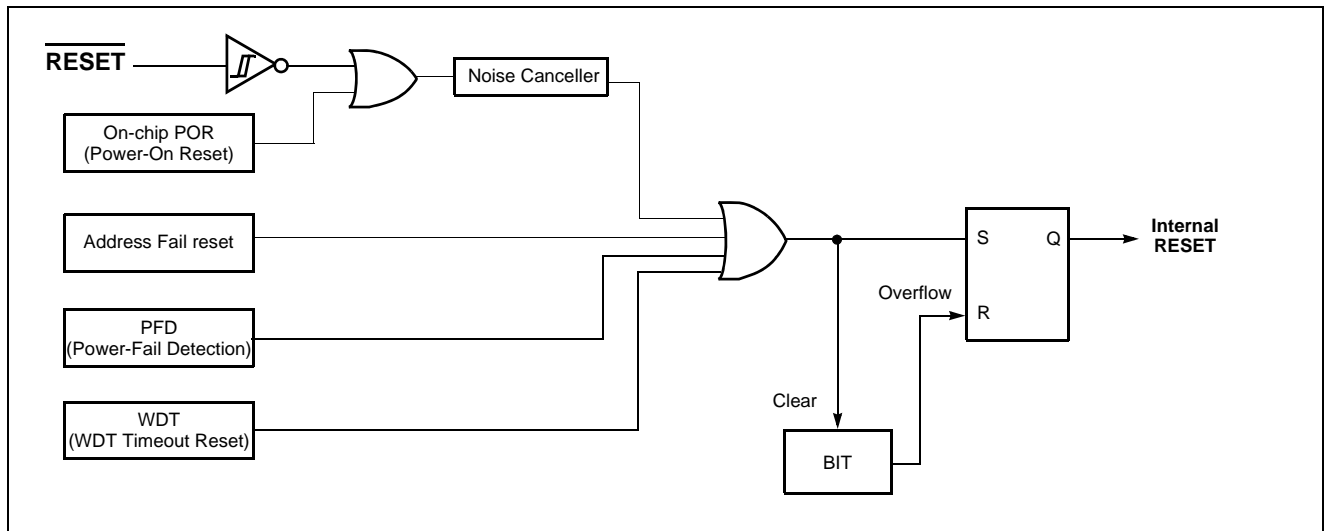 RESET
Noise Canceller
On-chip POR
(Power-On Reset)
Address Fail reset
PFD
(Power-Fail Detection)
WDT
(WDT Timeout Reset)
S
Q
Internal
RESET
Overflow
R
Clear
BIT